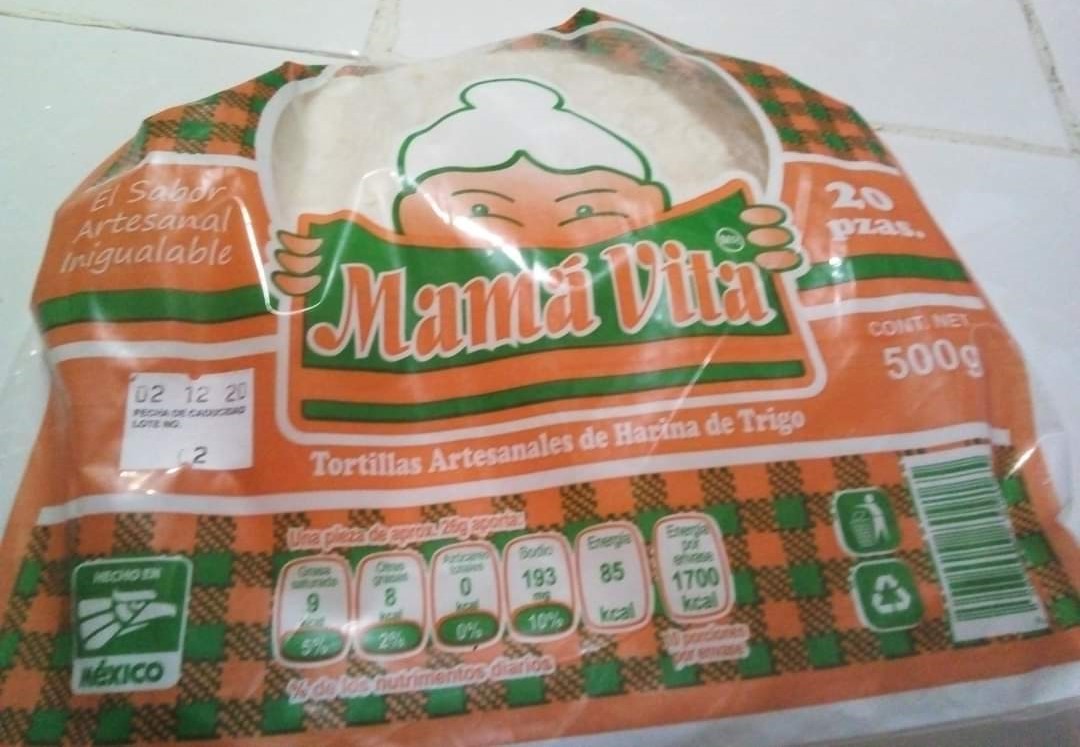 El Sabor
Artesanal
Inigualable
20
pzas.
Mamá Vita
CONT. NET.
500g
02 12 20
FECHA DE CADUCIDAD
LOTE NO.
2
Tortillas Artesanales de Harina de Trigo
Una pieza de aprox. 26g aporta:
Grasa
saturada
9
kcal
5%
Otras
grasas
8
kcal
2%
Azúcares
totales
0
kcal
0%
Sodio
193
mg
10%
Energía
85
kcal
Energía
por
envase
1700
kcal
% de los nutrimentos diarios
porciones
por envase
HECHO EN
MÉXICO